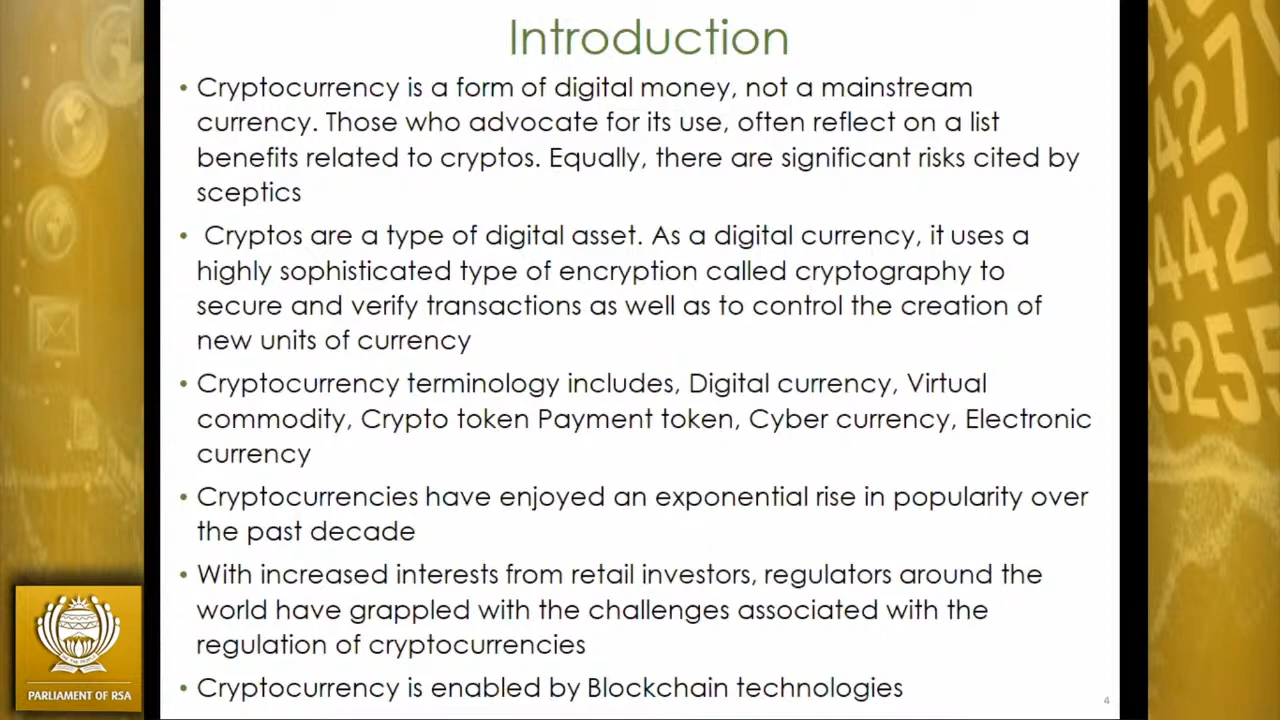 Introduction
• Cryptocurrency is a form of digital money, not a mainstream
currency. Those who advocate for its use, often reflect on a list
benefits related to cryptos. Equally, there are significant risks cited by
sceptics
• Cryptos are a type of digital asset. As a digital currency, it uses a
highly sophisticated type of encryption called cryptography to
secure and verify transactions as well as to control the creation of
new units of currency
• Cryptocurrency terminology includes, Digital currency, Virtual
commodity, Crypto token Payment token, Cyber currency, Electronic
currency
• Cryptocurrencies have enjoyed an exponential rise in popularity over
the past decade
• With increased interests from retail investors, regulators around the
world have grappled with the challenges associated with the
regulation of cryptocurrencies
• Cryptocurrency is enabled by Blockchain technologies
4
PARLIAMENT OF RSA
427
442
6255